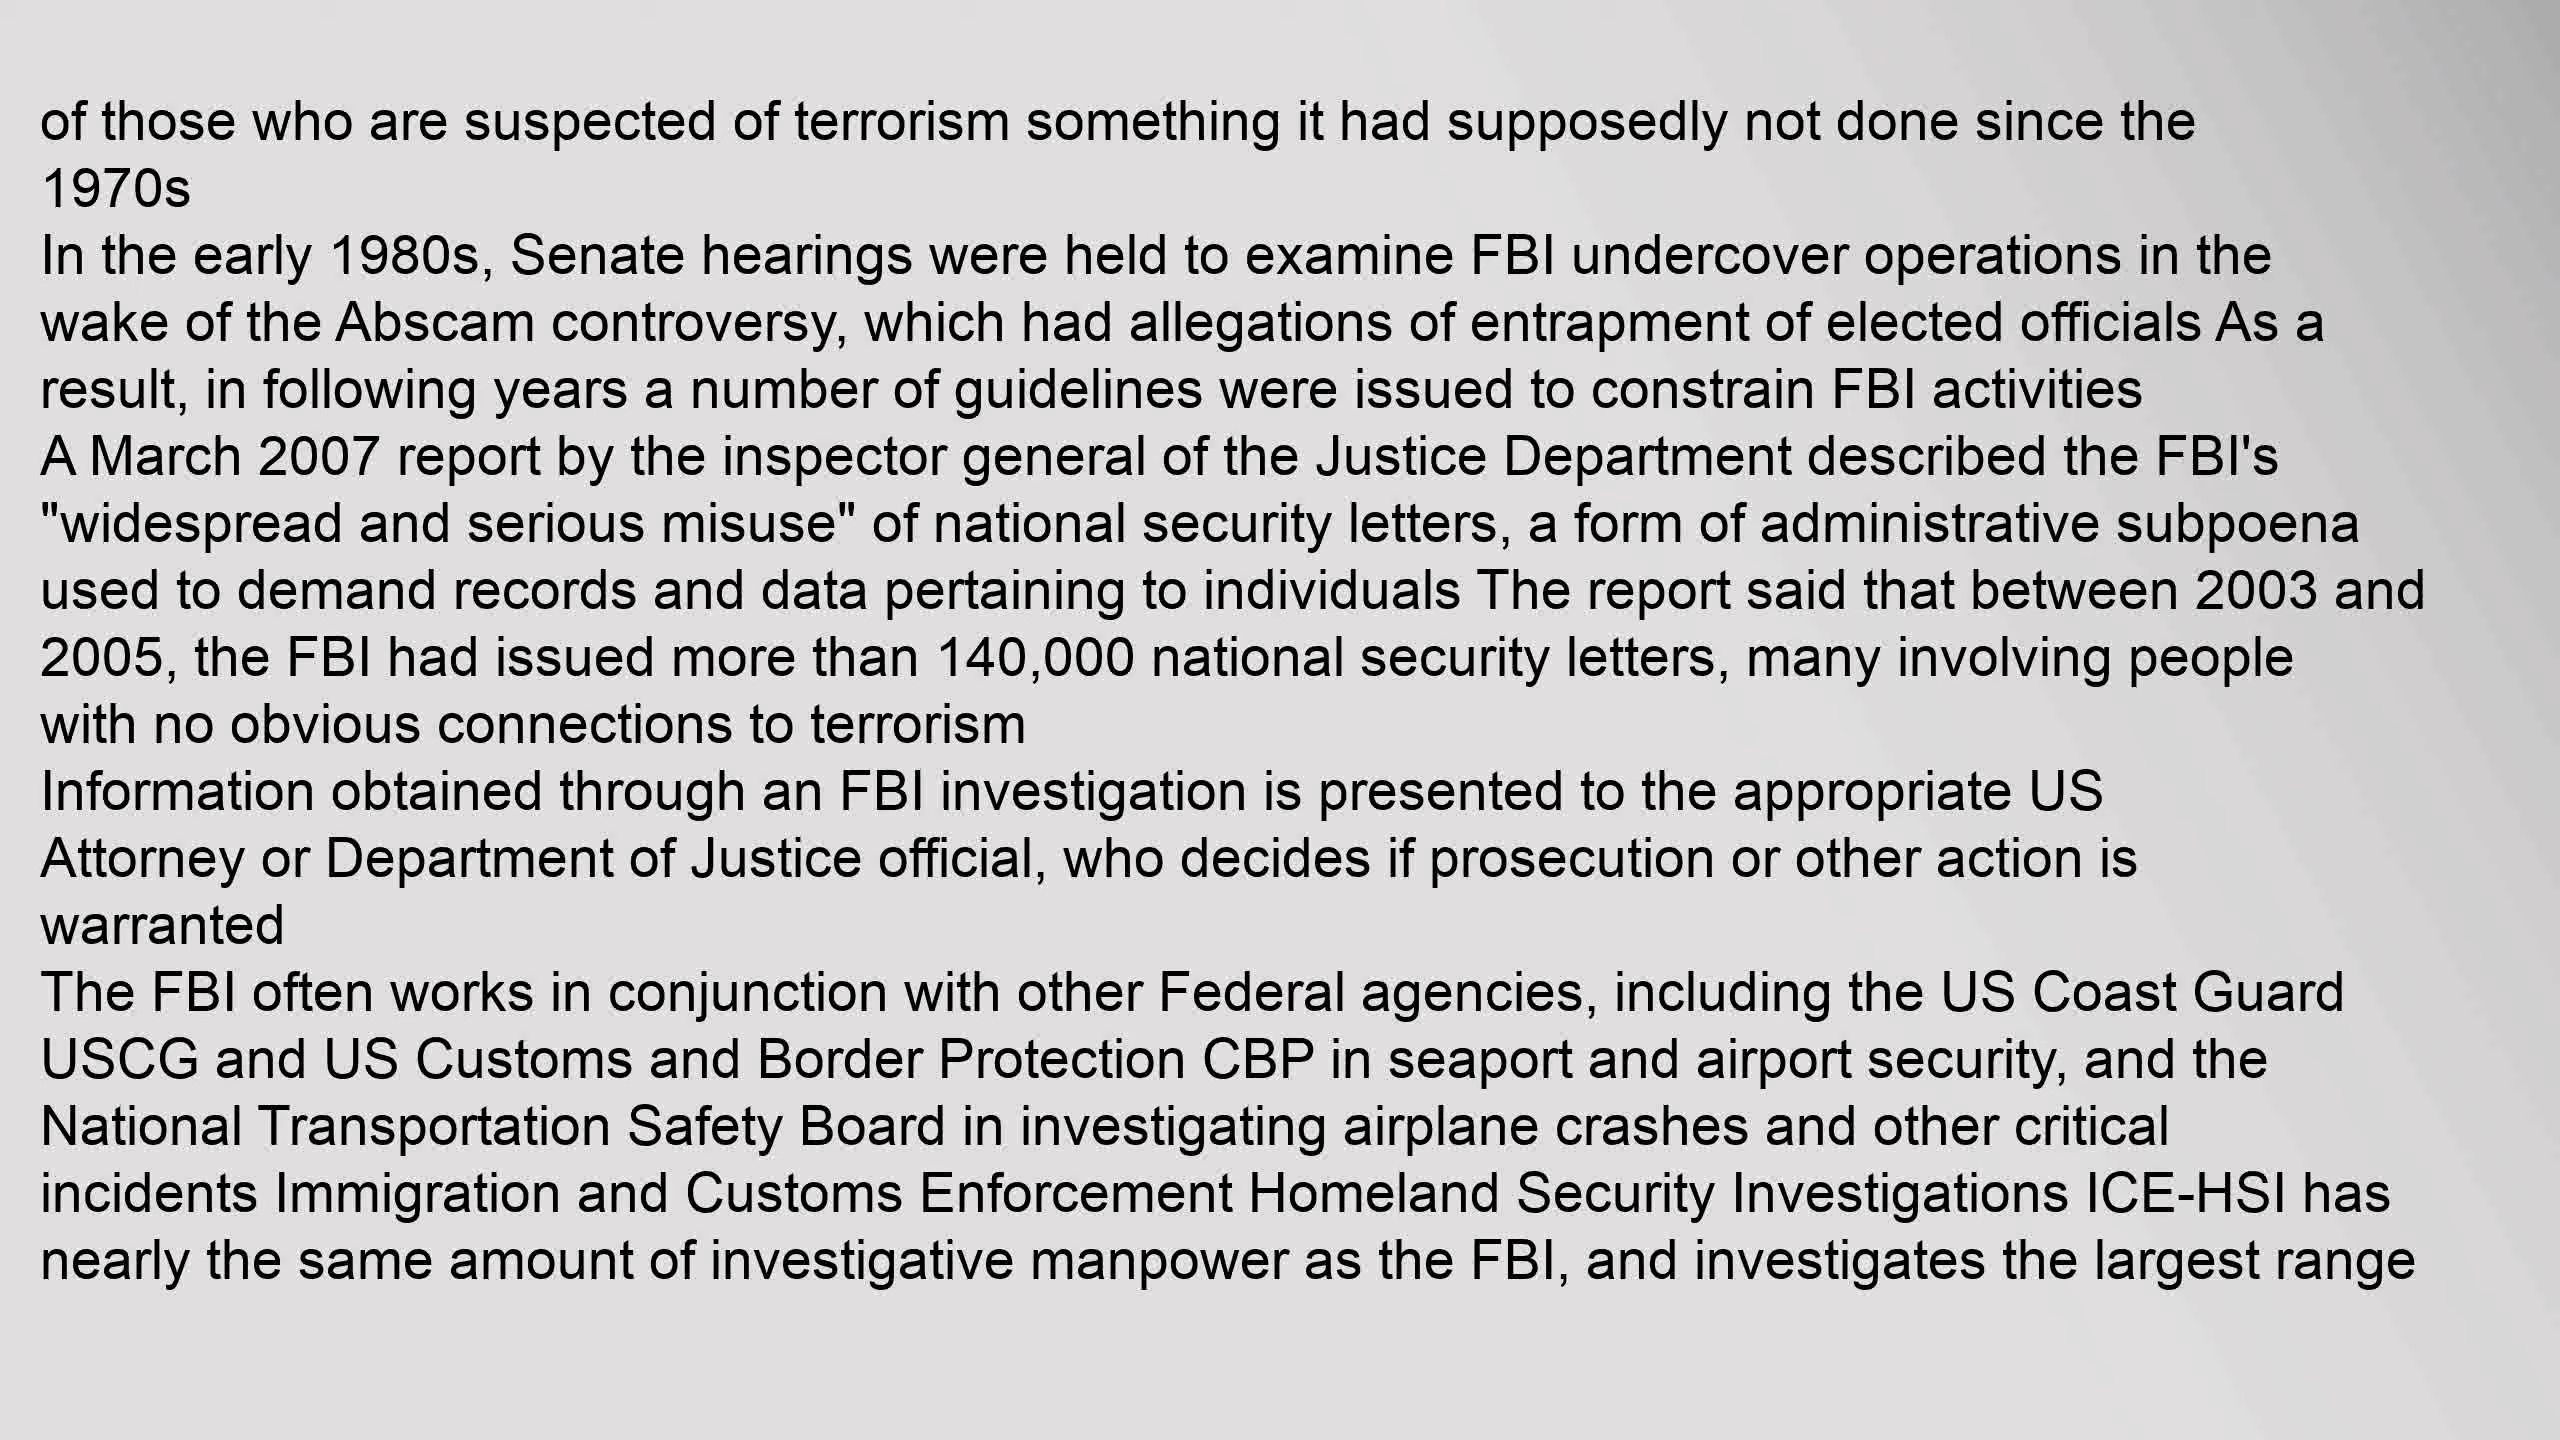 of those who are suspected of terrorism something it had supposedly not done since the
1970s
In the early 1980s, Senate hearings were held to examine FBI undercover operations in the
wake of the Abscam controversy, which had allegations of entrapment of elected officials As a
result, in following years a number of guidelines were issued to constrain FBI activities
A March 2007 report by the inspector general of the Justice Department described the FBI's
"widespread and serious misuse" of national security letters, a form of administrative subpoena
used to demand records and data pertaining to individuals The report said that between 2003 and
2005, the FBI had issued more than 140,000 national security letters, many involving people
with no obvious connections to terrorism
Information obtained through an FBI investigation is presented to the appropriate US
Attorney or Department of Justice official, who decides if prosecution or other action is
warranted
The FBI often works in conjunction with other Federal agencies, including the US Coast Guard
USCG and US Customs and Border Protection CBP in seaport and airport security, and the
National Transportation Safety Board in investigating airplane crashes and other critical
incidents Immigration and Customs Enforcement Homeland Security Investigations ICE-HSI has
nearly the same amount of investigative manpower as the FBI, and investigates the largest range